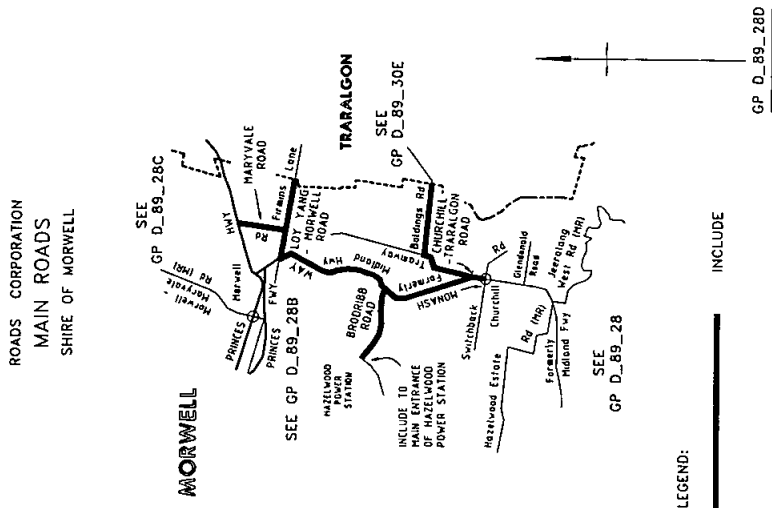 ROADS CORPORATION
MAIN ROADS
SHIRE OF MORWELL
MORWELL
SEE
GP D_89_28C
Morwell
Maryvale
Rd (MR)
PRINCES
Morwell
HWY
MARYVALE
ROAD
Rd
PRINCES
FWY
Firmans
Lane
SEE GP D_89_28B
WAY
LOY YANG
- MORWELL
ROAD
TRARALGON
HAZELWOOD
POWER
STATION
BRODRIBB
ROAD
Midland
Hwy
SEE
GP D_89_30E
INCLUDE TO
MAIN ENTRANCE
OF HAZELWOOD
POWER STATION
MONASH
Formerly
Tramway
Baldings Rd
CHURCHILL
-TRARALGON
ROAD
Switchback
Rd
Churchill
Hazelwood Estate
Rd (MR)
Glendonald
Road
Jeeralang
West Rd (MR)
Formerly
Midland Hwy
SEE
GP D_89_28
LEGEND:
INCLUDE
GP D_89_28D